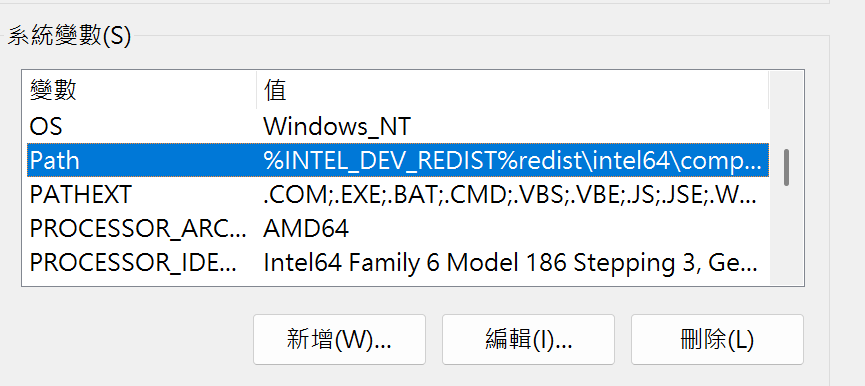 系統變數(S)
變數 值
OS Windows_NT
Path %INTEL_DEV_REDIST%redist\intel64\comp...
PATHEXT .COM;.EXE;.BAT;.CMD;.VBS;.VBE;.JS;.JSE;.W...
PROCESSOR_ARC... AMD64
PROCESSOR_IDE... Intel64 Family 6 Model 186 Stepping 3, Ge...
新增(W)... 編輯(I)... 刪除(L)